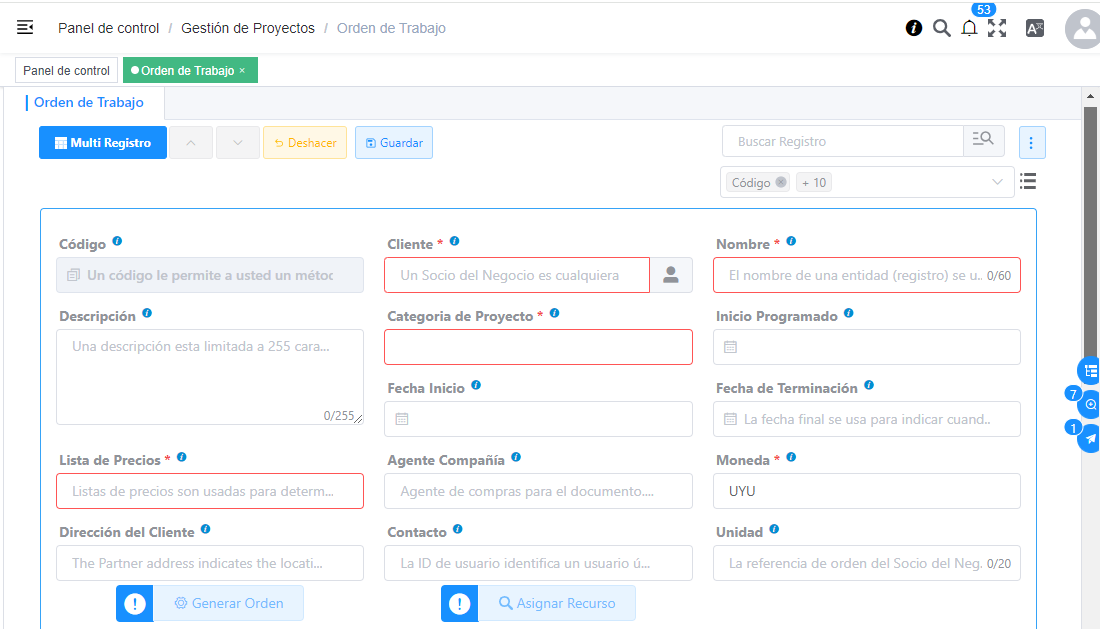 Panel de control / Gestión de Proyectos / Orden de Trabajo
53
Panel de control
Orden de Trabajo ×
Orden de Trabajo
Multi Registro
Deshacer
Guardar
Buscar Registro
Código
+ 10
Código
Cliente *
Nombre *
Un código le permite a usted un métoc
Un Socio del Negocio es cualquiera
El nombre de una entidad (registro) se u.. 0/60
Descripción
Categoria de Proyecto *
Inicio Programado
Una descripción esta limitada a 255 cara...
0/255
Fecha Inicio
Fecha de Terminación
La fecha final se usa para indicar cuand..
7
1
Lista de Precios *
Agente Compañía
Moneda *
Listas de precios son usadas para determ...
Agente de compras para el documento....
UYU
Dirección del Cliente
Contacto
Unidad
The Partner address indicates the locati...
La ID de usuario identifica un usuario ú...
La referencia de orden del Socio del Neg. 0/20
! Generar Orden
! Asignar Recurso